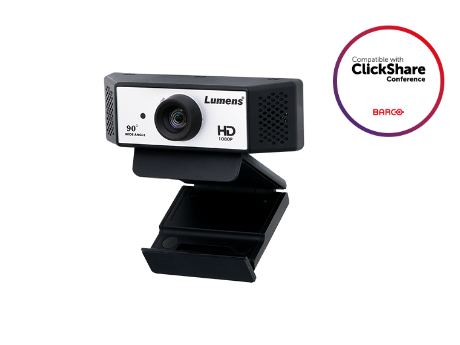 Lumens®
90°
WIDE ANGLE
HD
1080P
Compatible with
ClickShare
Conference
BARCO